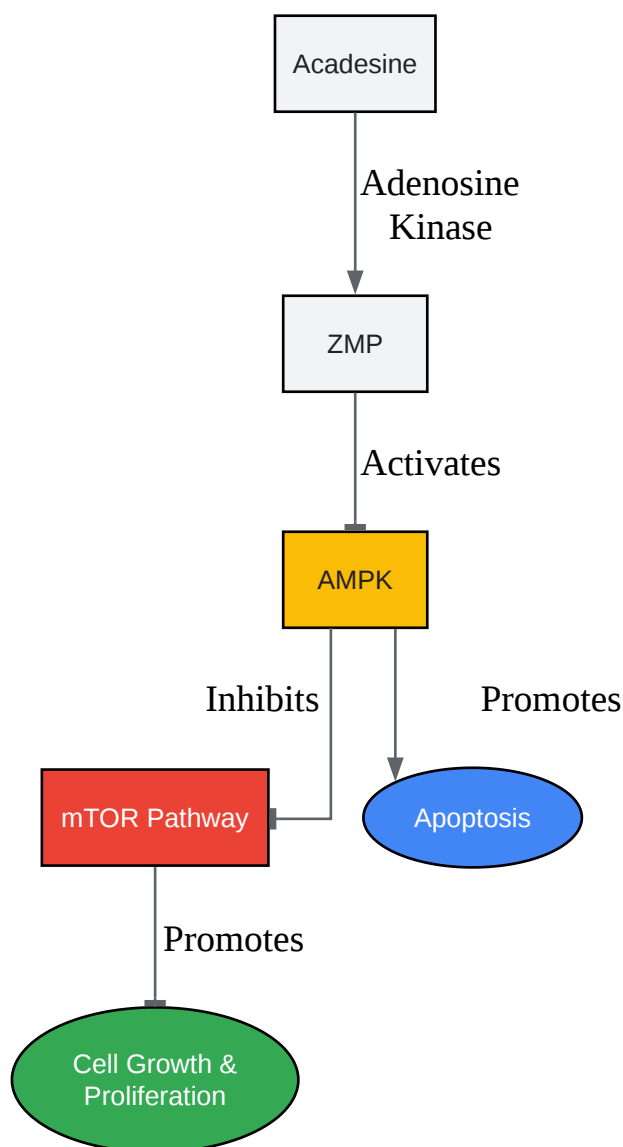 Acadesine
Adenosine
Kinase
ZMP
Activates
AMPK
Inhibits
Promotes
mTOR Pathway
Apoptosis
Promotes
Cell Growth &
Proliferation